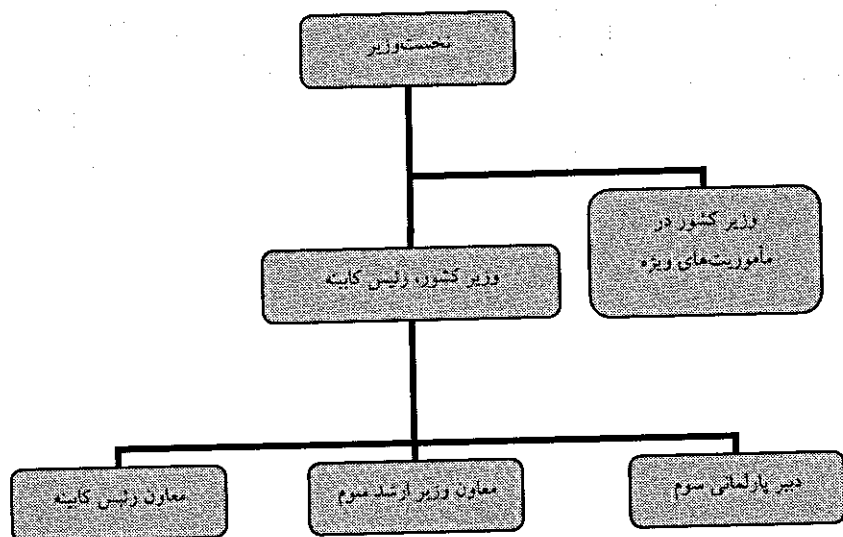 نخست‌وزیر
وزیر کشور در
مأموریت‌های ویژه
وزیر کشور، رئیس کابینه
دبیر پارلمانی سوم
معاون وزیر ارشد سوم
معاون رئیس کابینه